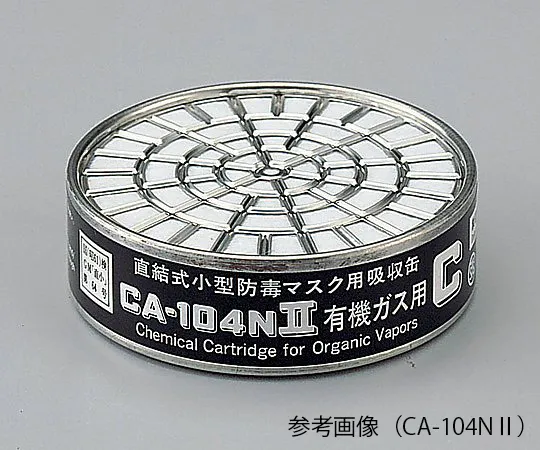 直結式小型防毒マスク用吸収缶
CA-104NⅡ 有機ガス用 C
Chemical Cartridge for Organic Vapors
参考画像（CA-104NⅡ）